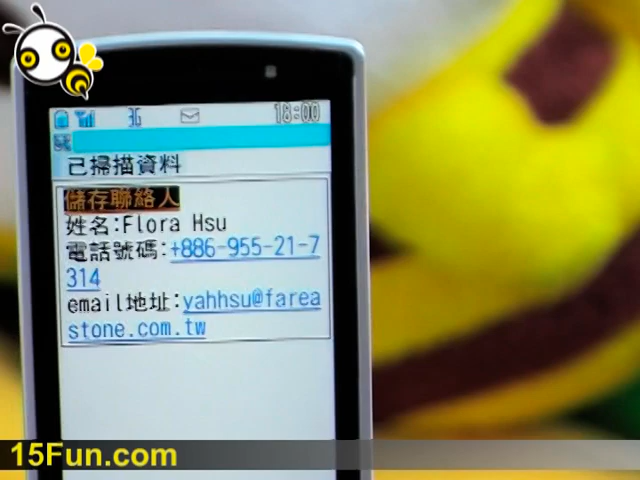 3G
18:00
已掃描資料
儲存聯絡人
姓名:Flora Hsu
電話號碼:+886-955-21-7
314
email地址:yahhsu@farea
stone.com.tw
15Fun.com